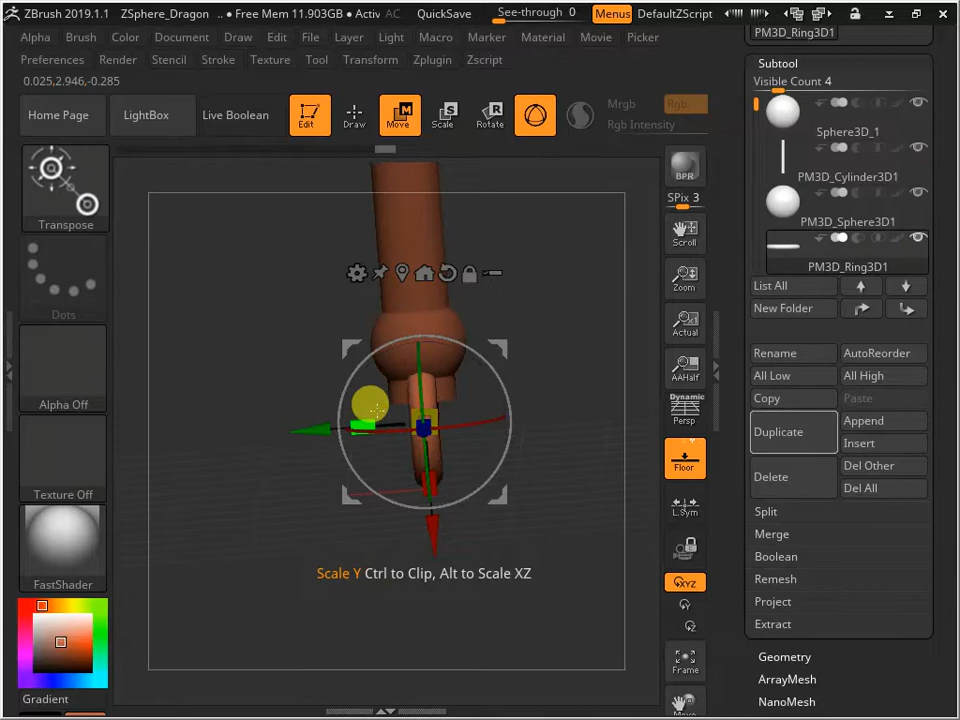 ZBrush 2019.1.1 ZSphere_Dragon .. ● Free Mem 11.903GB ● Activ AC QuickSave See-through 0 Menus DefaultZScript
PM3D_Ring3D1
Alpha Brush Color Document Draw Edit File Layer Light Macro Marker Material Movie Picker
Preferences Render Stencil Stroke Texture Tool Transform Zplugin Zscript
0.025,2.946,-0.285
Home Page LightBox Live Boolean Edit Draw Move Scale Rotate Mrgb Rgb
Rgb Intensity
Transpose
Dots
Alpha Off
Texture Off
FastShader
Gradient
Scale Y Ctrl to Clip, Alt to Scale XZ
BPR
SPix 3
Scroll
Zoom
Actual
AAHalf
Dynamic
Persp
Floor
L.Sym
XYZ
Y
Z
Frame
Move
Subtool
Visible Count 4
Sphere3D_1
PM3D_Cylinder3D1
PM3D_Sphere3D1
PM3D_Ring3D1
List All
New Folder
Rename AutoReorder
All Low All High
Copy Paste
Duplicate Append
Insert
Delete Del Other
Del All
Split
Merge
Boolean
Remesh
Project
Extract
Geometry
ArrayMesh
NanoMesh